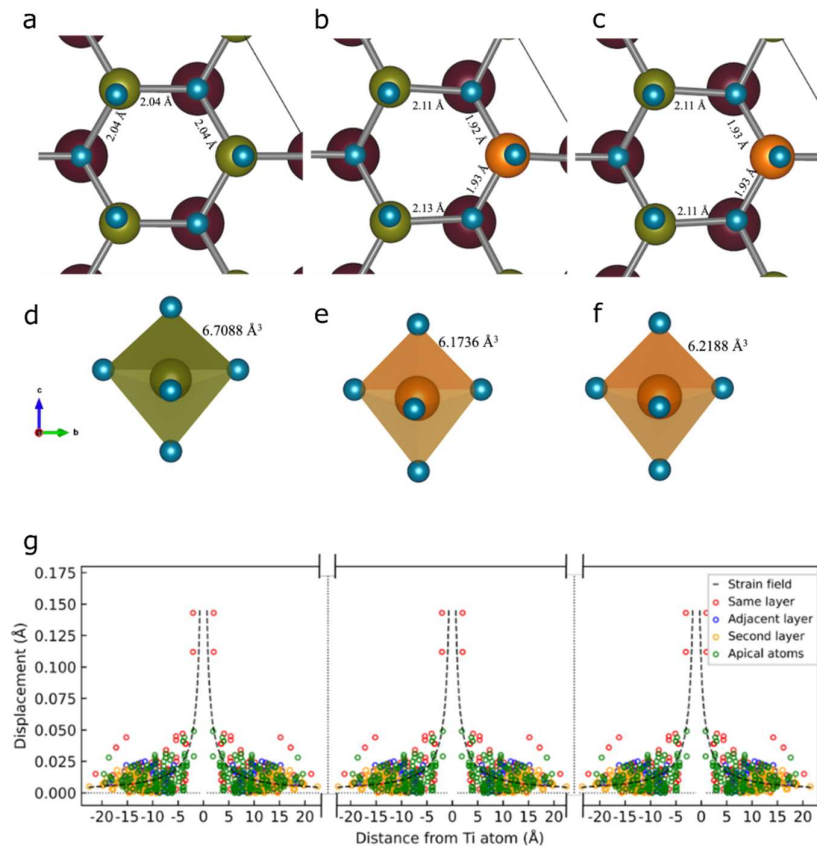 a b c
2.04 Å
2.04 Å
2.04 Å
2.11 Å
1.92 Å
1.93 Å
2.13 Å
2.11 Å
1.93 Å
1.93 Å
2.11 Å
d e f
6.7088 Å³
6.1736 Å³
6.2188 Å³
c
b
g
Displacement (Å)
0.175
0.150
0.125
0.100
0.075
0.050
0.025
0.000
Strain field
Same layer
Adjacent layer
Second layer
Apical atoms
-20 -15 -10 -5 0 5 10 15 20 -20 -15 -10 -5 0 5 10 15 20 -20 -15 -10 -5 0 5 10 15 20
Distance from Ti atom (Å)